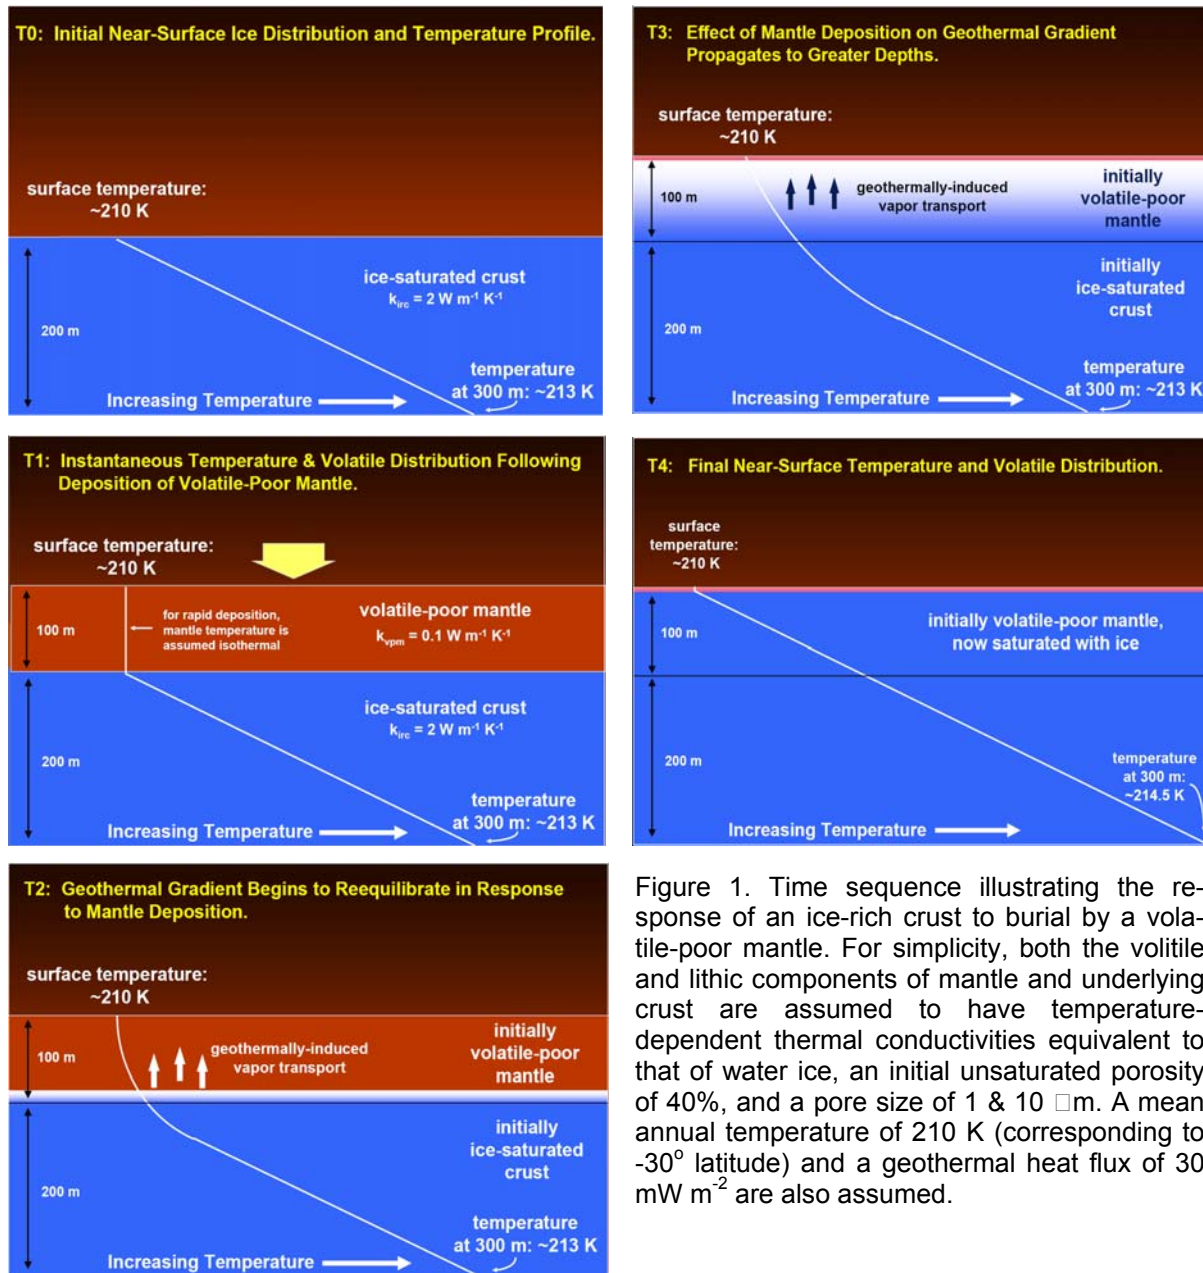 T0: Initial Near-Surface Ice Distribution and Temperature Profile.
surface temperature:
~210 K
ice-saturated crust
k_irc = 2 W m⁻¹ K⁻¹
200 m
temperature
at 300 m: ~213 K
Increasing Temperature
T1: Instantaneous Temperature & Volatile Distribution Following
Deposition of Volatile-Poor Mantle.
surface temperature:
~210 K
100 m
for rapid deposition,
mantle temperature is
assumed isothermal
volatile-poor mantle
k_vpm = 0.1 W m⁻¹ K⁻¹
ice-saturated crust
k_irc = 2 W m⁻¹ K⁻¹
200 m
temperature
at 300 m: ~213 K
Increasing Temperature
T2: Geothermal Gradient Begins to Reequilibrate in Response
to Mantle Deposition.
surface temperature:
~210 K
100 m
geothermally-induced
vapor transport
initially
volatile-poor
mantle
initially
ice-saturated
crust
200 m
temperature
at 300 m: ~213 K
Increasing Temperature
T3: Effect of Mantle Deposition on Geothermal Gradient
Propagates to Greater Depths.
surface temperature:
~210 K
100 m
geothermally-induced
vapor transport
initially
volatile-poor
mantle
initially
ice-saturated
crust
200 m
temperature
at 300 m: ~213 K
Increasing Temperature
T4: Final Near-Surface Temperature and Volatile Distribution.
surface
temperature:
~210 K
100 m
initially volatile-poor mantle,
now saturated with ice
200 m
temperature
at 300 m:
~214.5 K
Increasing Temperature
Figure 1. Time sequence illustrating the re-
sponse of an ice-rich crust to burial by a vola-
tile-poor mantle. For simplicity, both the volitile
and lithic components of mantle and underlying
crust are assumed to have temperature-
dependent thermal conductivities equivalent to
that of water ice, an initial unsaturated porosity
of 40%, and a pore size of 1 & 10 □m. A mean
annual temperature of 210 K (corresponding to
-30° latitude) and a geothermal heat flux of 30
mW m⁻² are also assumed.